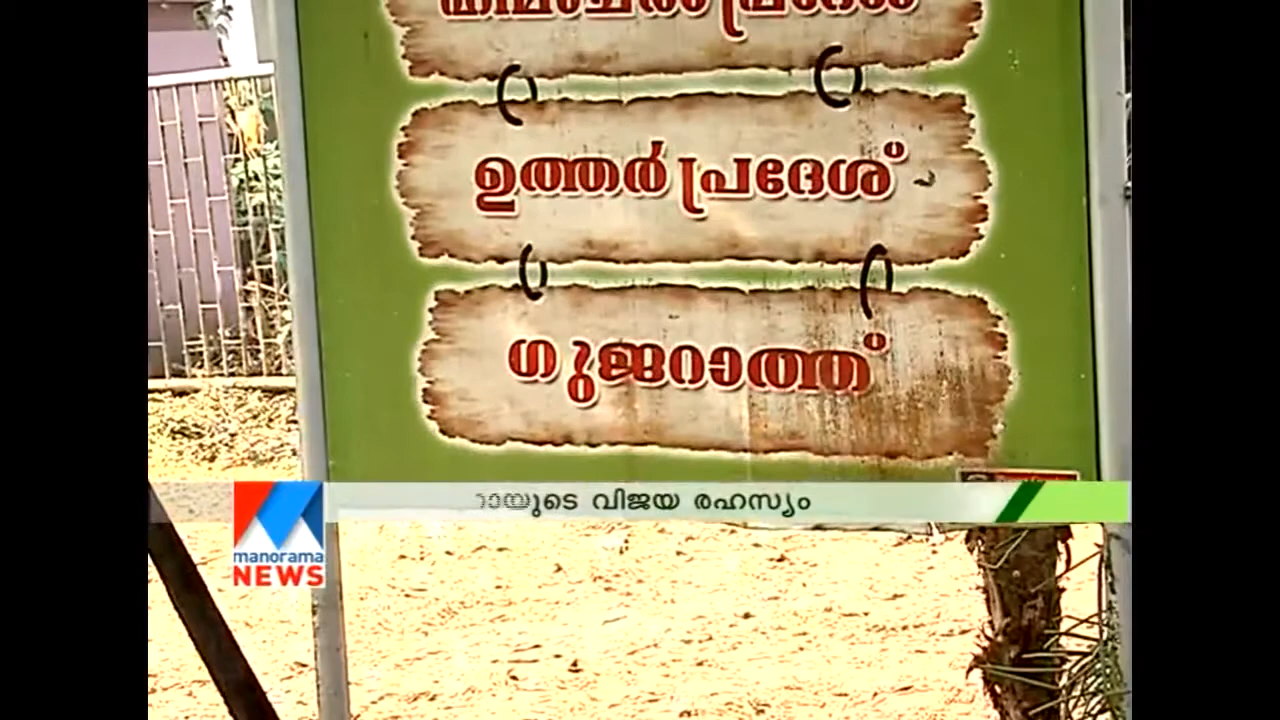 ഉത്തർ പ്രദേശ്
ഗുജറാത്ത്
വിജയ രഹസ്യം
manorama
NEWS